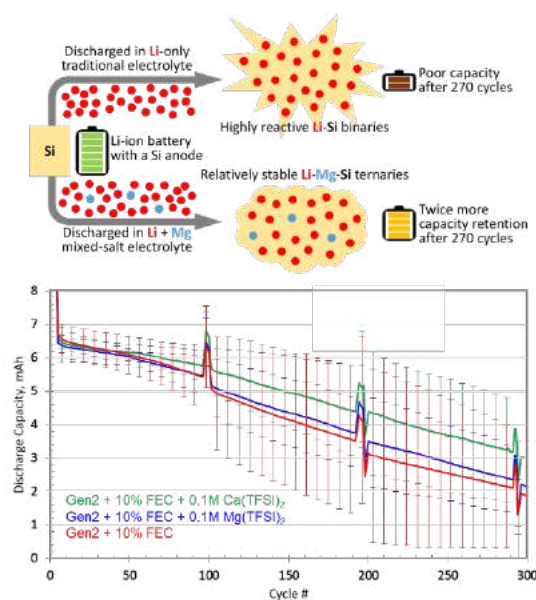 Discharged in Li-only
traditional electrolyte
Poor capacity
after 270 cycles
Highly reactive Li-Si binaries
Si
Li-ion battery
with a Si anode
Relatively stable Li-Mg-Si ternaries
Discharged in Li + Mg
mixed-salt electrolyte
Twice more
capacity retention
after 270 cycles
8
7
6
5
4
3
2
1
0
Discharge Capacity, mAh
Gen2 + 10% FEC + 0.1M Ca(TFSI)₂
Gen2 + 10% FEC + 0.1M Mg(TFSI)₂
Gen2 + 10% FEC
0 50 100 150 200 250 300
Cycle #